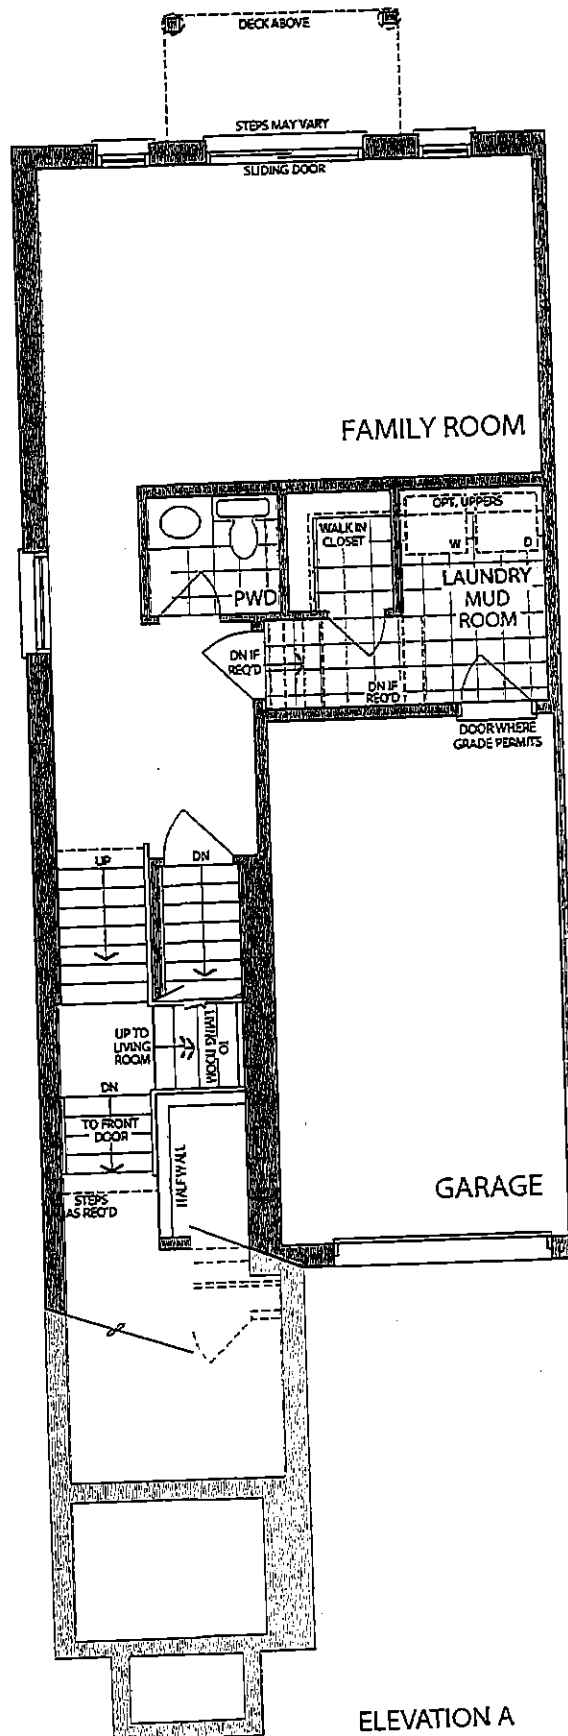 DECK ABOVE
STEPS MAY VARY
SLIDING DOOR
FAMILY ROOM
OPT. UPPERS
WALK IN
CLOSET
W
D
PWD
LAUNDRY
MUD
ROOM
DN IF
REQ'D
DN IF
REQ'D
DOOR WHERE
GRADE PERMITS
UP
DN
UP TO
LIVING
ROOM
TO
LIVING ROOM
DN
TO FRONT
DOOR
HALF WALL
STEPS
AS REQ'D
GARAGE
ELEVATION A